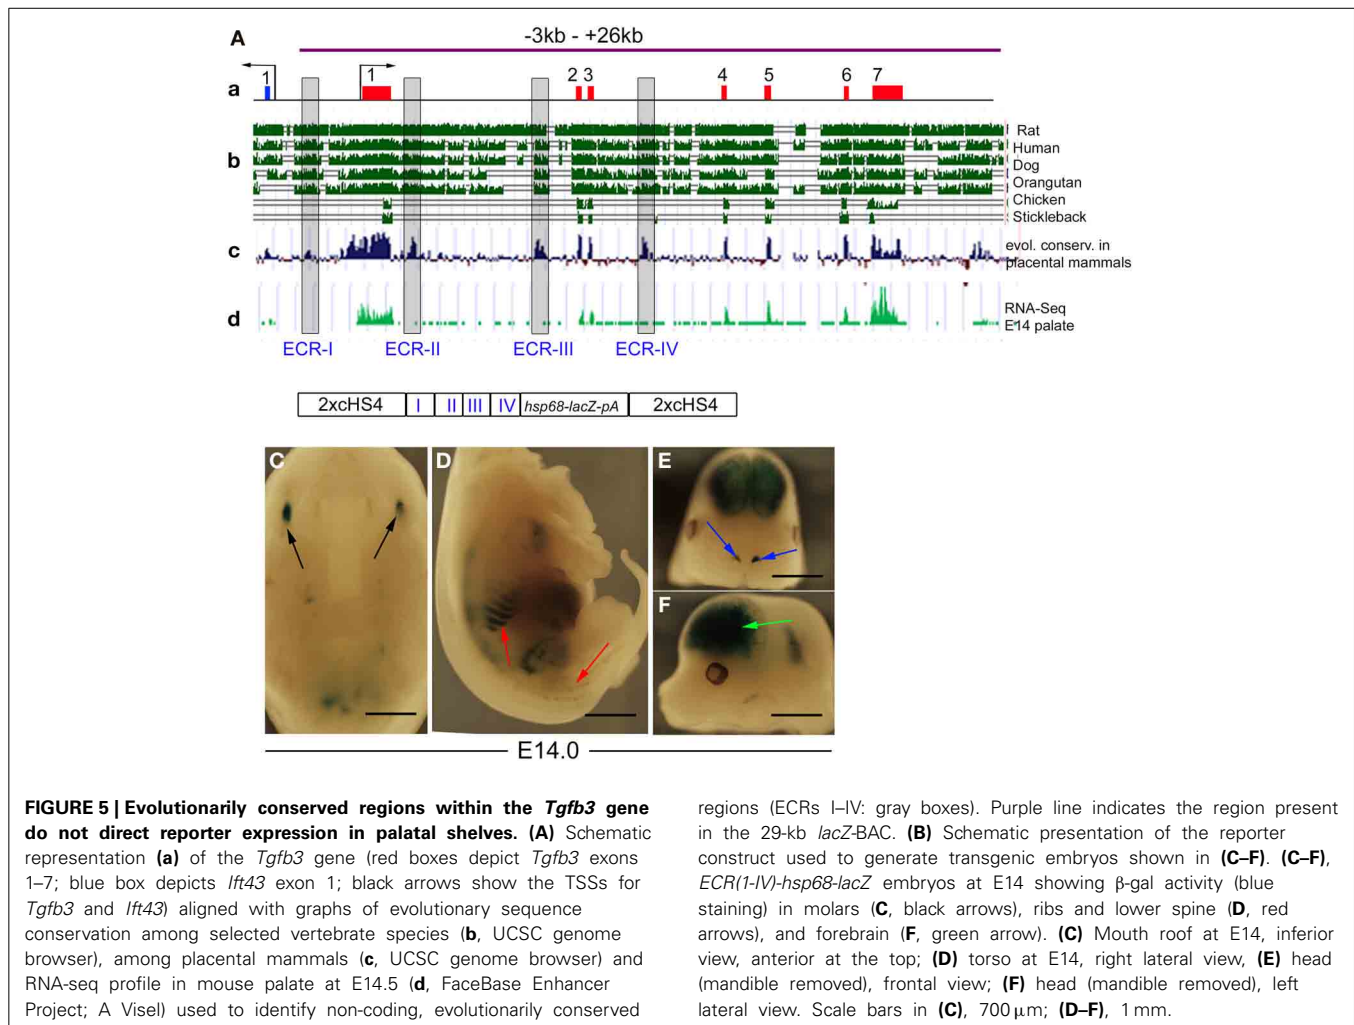 A
-3kb - +26kb
a
1
1
2 3
4
5
6
7
b
Rat
Human
Dog
Orangutan
Chicken
Stickleback
c
evol. conserv. in
placental mammals
d
RNA-Seq
E14 palate
ECR-I
ECR-II
ECR-III
ECR-IV
2xcHS4 I II III IV hsp68-lacZ-pA 2xcHS4
C
D
E
F
E14.0
FIGURE 5 | Evolutionarily conserved regions within the Tgfb3 gene
do not direct reporter expression in palatal shelves. (A) Schematic
representation (a) of the Tgfb3 gene (red boxes depict Tgfb3 exons
1–7; blue box depicts Ift43 exon 1; black arrows show the TSSs for
Tgfb3 and Ift43) aligned with graphs of evolutionary sequence
conservation among selected vertebrate species (b, UCSC genome
browser), among placental mammals (c, UCSC genome browser) and
RNA-seq profile in mouse palate at E14.5 (d, FaceBase Enhancer
Project; A Visel) used to identify non-coding, evolutionarily conserved
regions (ECRs I–IV: gray boxes). Purple line indicates the region present
in the 29-kb lacZ-BAC. (B) Schematic presentation of the reporter
construct used to generate transgenic embryos shown in (C–F). (C–F),
ECR(1-IV)-hsp68-lacZ embryos at E14 showing β-gal activity (blue
staining) in molars (C, black arrows), ribs and lower spine (D, red
arrows), and forebrain (F, green arrow). (C) Mouth roof at E14, inferior
view, anterior at the top; (D) torso at E14, right lateral view, (E) head
(mandible removed), frontal view; (F) head (mandible removed), left
lateral view. Scale bars in (C), 700 μm; (D–F), 1 mm.